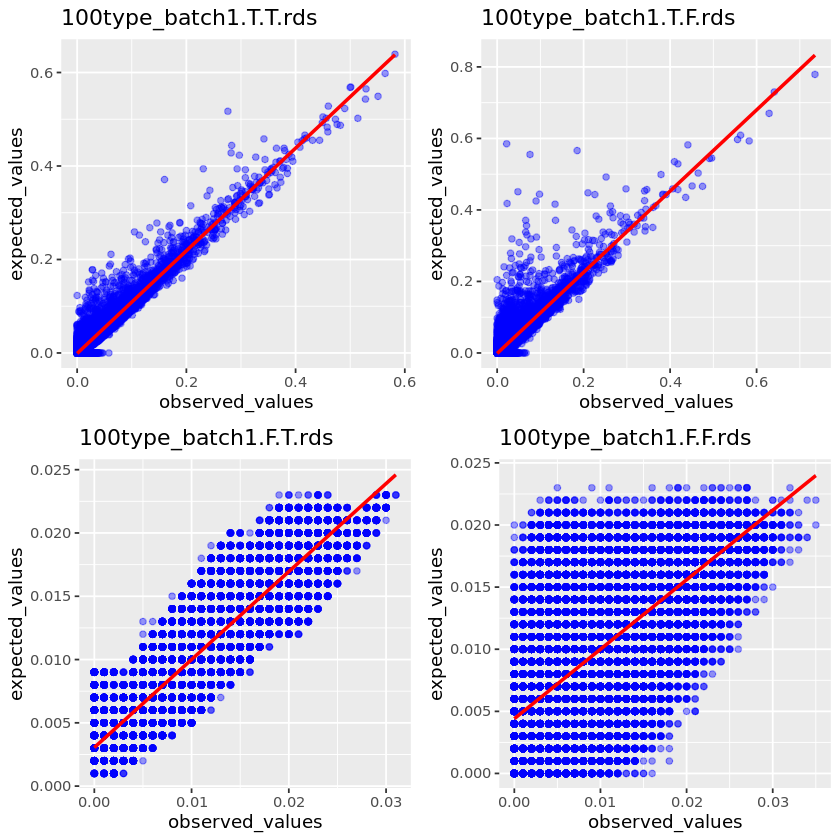 100type_batch1.T.T.rds
expected_values
0.6
0.4
0.2
0.0
0.0 0.2 0.4 0.6
observed_values
100type_batch1.T.F.rds
expected_values
0.8
0.6
0.4
0.2
0.0
0.0 0.2 0.4 0.6
observed_values
100type_batch1.F.T.rds
expected_values
0.025
0.020
0.015
0.010
0.005
0.000
0.00 0.01 0.02 0.03
observed_values
100type_batch1.F.F.rds
expected_values
0.025
0.020
0.015
0.010
0.005
0.000
0.00 0.01 0.02 0.03
observed_values